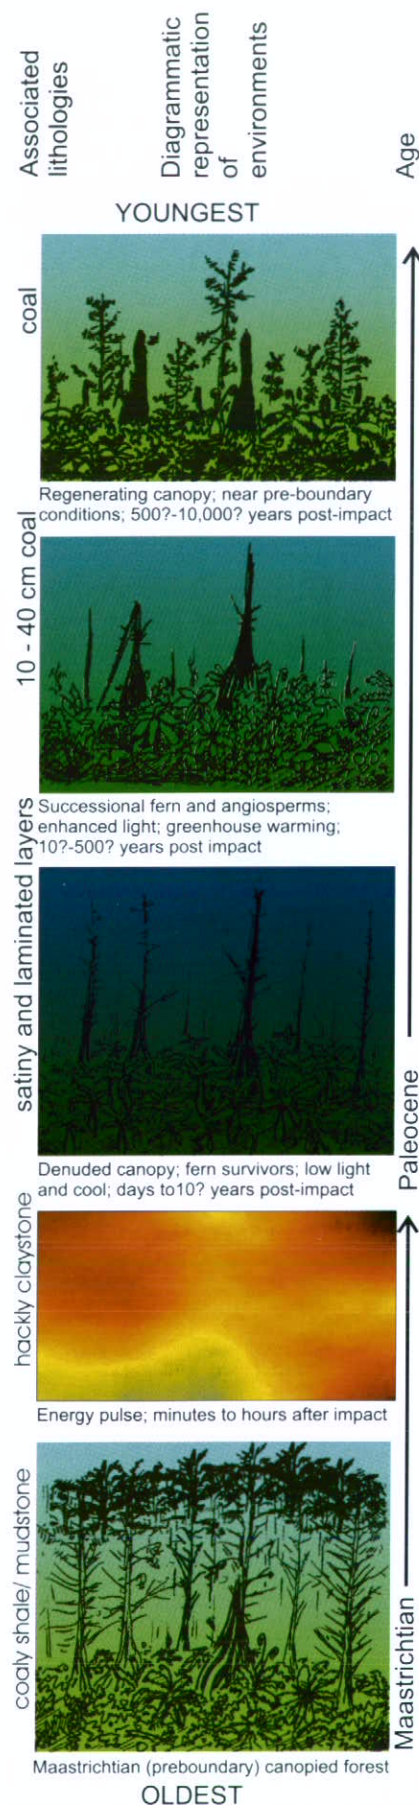 Associated
lithologies
Diagrammatic
representation
of
environments
Age
YOUNGEST
coal
Regenerating canopy; near pre-boundary
conditions; 500?-10,000? years post-impact
10 - 40 cm coal
Successional fern and angiosperms;
enhanced light; greenhouse warming;
10?-500? years post impact
satiny and laminated layers
Denuded canopy; fern survivors; low light
and cool; days to10? years post-impact
Paleocene
hackly claystone
Energy pulse; minutes to hours after impact
coaly shale/ mudstone
Maastrichtian
Maastrichtian (preboundary) canopied forest
OLDEST